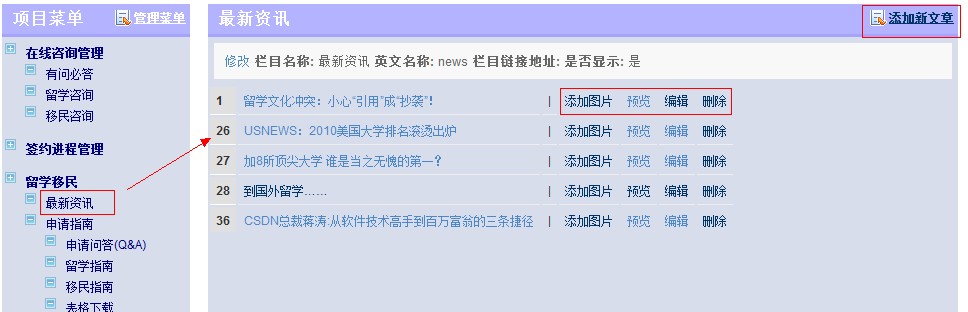 项目菜单 管理菜单
在线咨询管理
有问必答
留学咨询
移民咨询
签约进程管理
留学移民
最新资讯
申请指南
申请问答(Q&A)
留学指南
移民指南
表格下载
最新资讯 添加新文章
修改 栏目名称: 最新资讯 英文名称: news 栏目链接地址: 是否显示: 是
1 留学文化冲突：小心“引用”成“抄袭”！ | 添加图片 预览 编辑 删除
26 USNEWS：2010美国大学排名滚烫出炉 | 添加图片 预览 编辑 删除
27 加8所顶尖大学 谁是当之无愧的第一？ | 添加图片 预览 编辑 删除
28 到国外留学…… | 添加图片 预览 编辑 删除
36 CSDN总裁蒋涛:从软件技术高手到百万富翁的三条捷径 | 添加图片 预览 编辑 删除